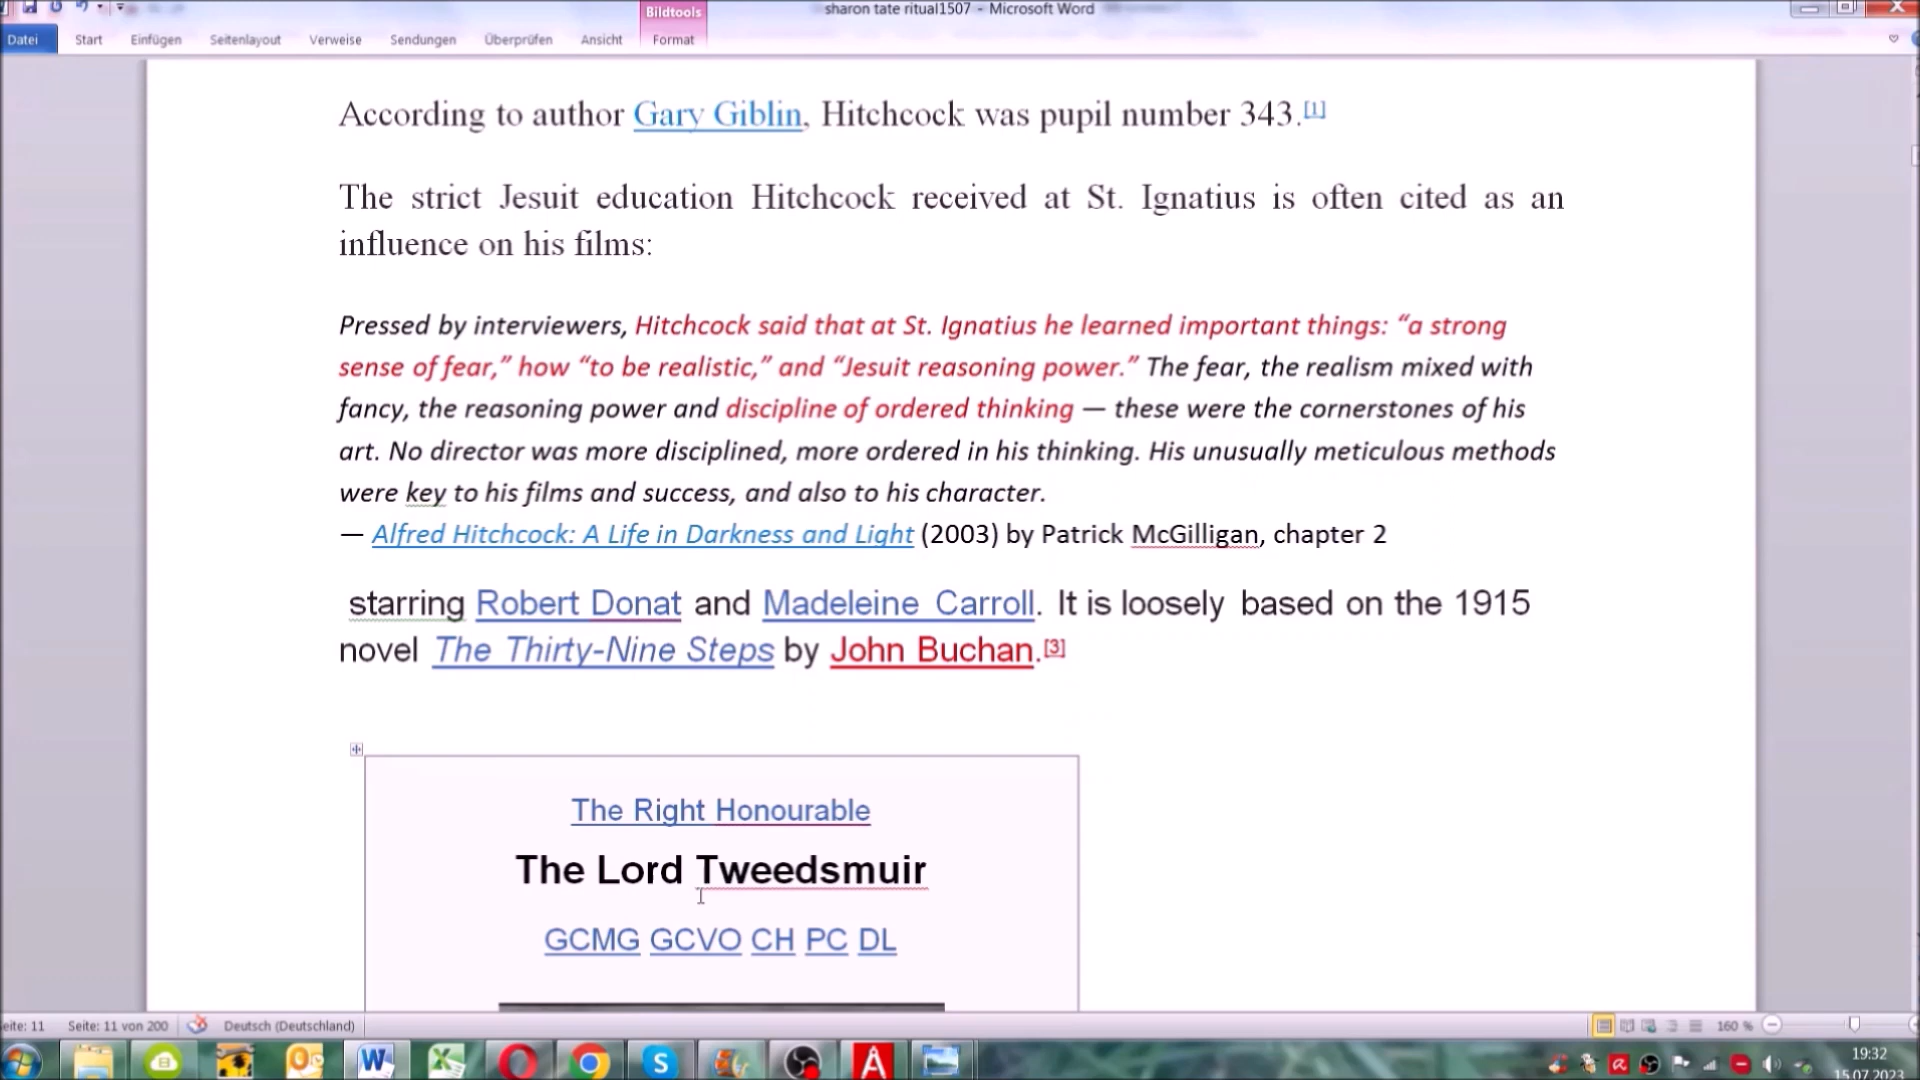 sharon tate ritual1507 - Microsoft Word
Bildtools
Datei Start Einfügen Seitenlayout Verweise Sendungen Überprüfen Ansicht Format
According to author Gary Giblin, Hitchcock was pupil number 343.[1]
The strict Jesuit education Hitchcock received at St. Ignatius is often cited as an
influence on his films:
Pressed by interviewers, Hitchcock said that at St. Ignatius he learned important things: “a strong
sense of fear,” how “to be realistic,” and “Jesuit reasoning power.” The fear, the realism mixed with
fancy, the reasoning power and discipline of ordered thinking — these were the cornerstones of his
art. No director was more disciplined, more ordered in his thinking. His unusually meticulous methods
were key to his films and success, and also to his character.
— Alfred Hitchcock: A Life in Darkness and Light (2003) by Patrick McGilligan, chapter 2
starring Robert Donat and Madeleine Carroll. It is loosely based on the 1915
novel The Thirty-Nine Steps by John Buchan.[3]
The Right Honourable
The Lord Tweedsmuir
GCMG GCVO CH PC DL
eite: 11 Seite: 11 von 200 Deutsch (Deutschland) 160 %
19:32
15.07.2023